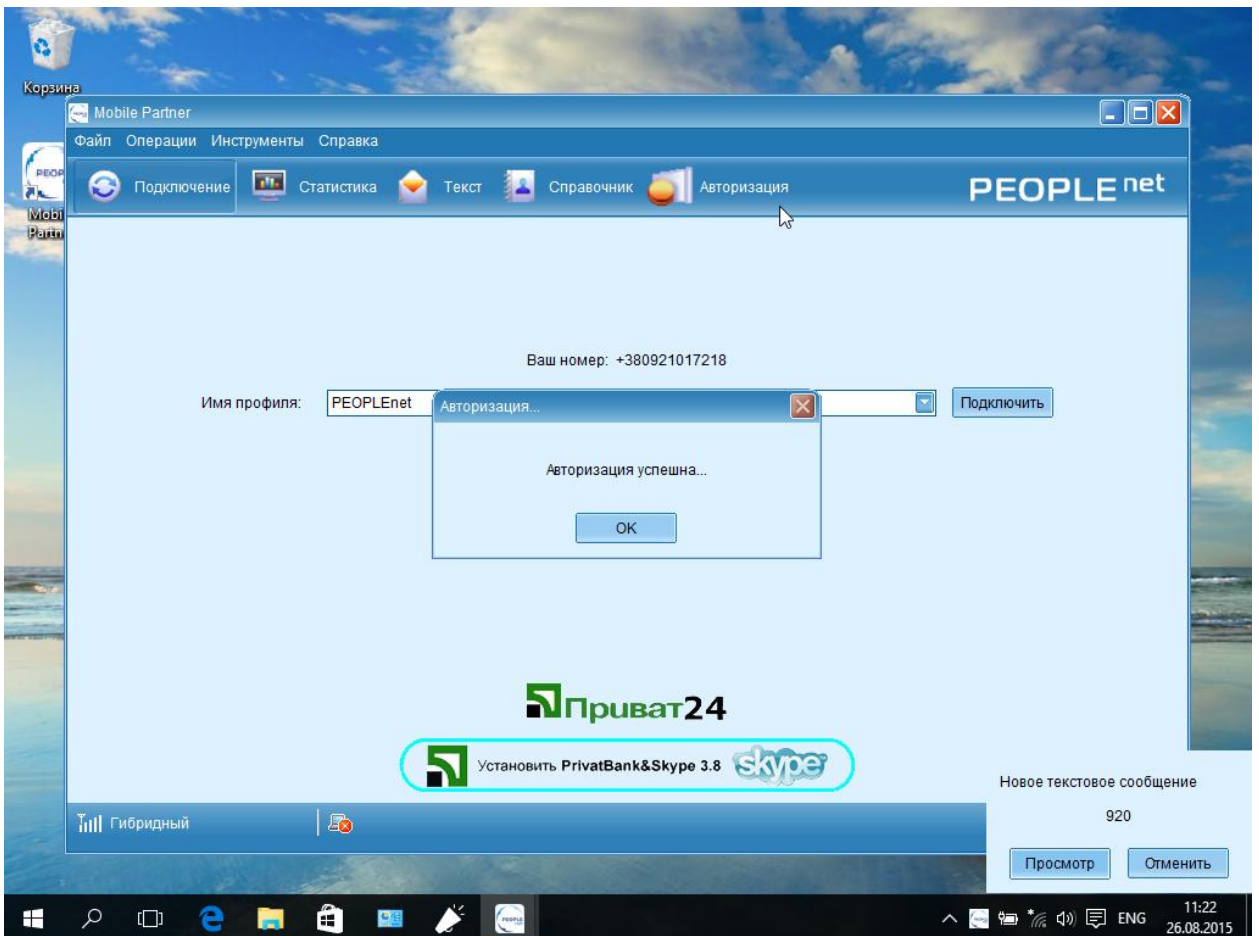 Корзина
Mobile Partner
Файл Операции Инструменты Справка
Подключение Статистика Текст Справочник Авторизация PEOPLEnet
Ваш номер: +380921017218
Имя профиля: PEOPLEnet Подключить
Авторизация...
Авторизация успешна...
OK
Приват24
Установить PrivatBank&Skype 3.8 skype
Новое текстовое сообщение
920
Просмотр Отменить
Гибридный
ENG
11:22
26.08.2015